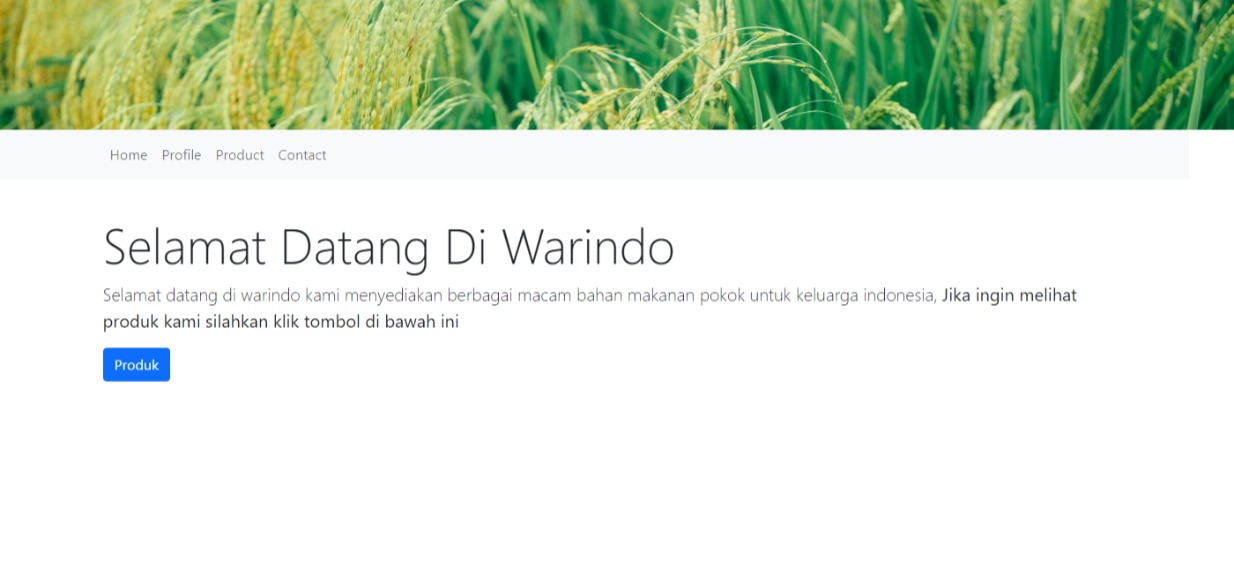 Home Profile Product Contact
Selamat Datang Di Warindo
Selamat datang di warindo kami menyediakan berbagai macam bahan makanan pokok untuk keluarga indonesia, Jika ingin melihat
produk kami silahkan klik tombol di bawah ini
Produk